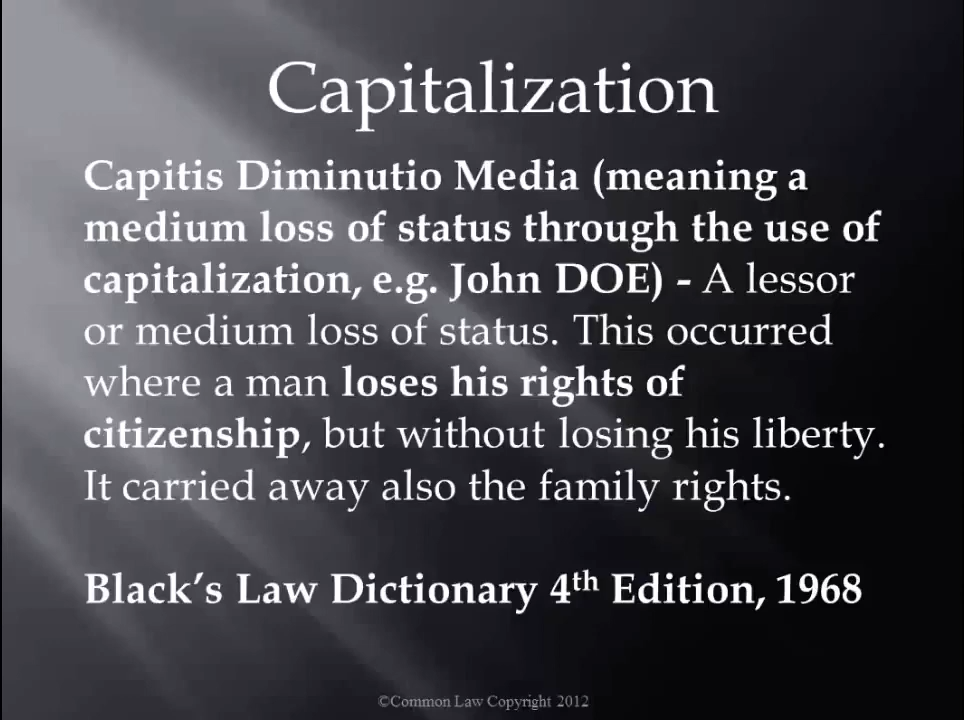 Capitalization
Capitis Diminutio Media (meaning a
medium loss of status through the use of
capitalization, e.g. John DOE) - A lessor
or medium loss of status. This occurred
where a man loses his rights of
citizenship, but without losing his liberty.
It carried away also the family rights.
Black’s Law Dictionary 4th Edition, 1968
©Common Law Copyright 2012